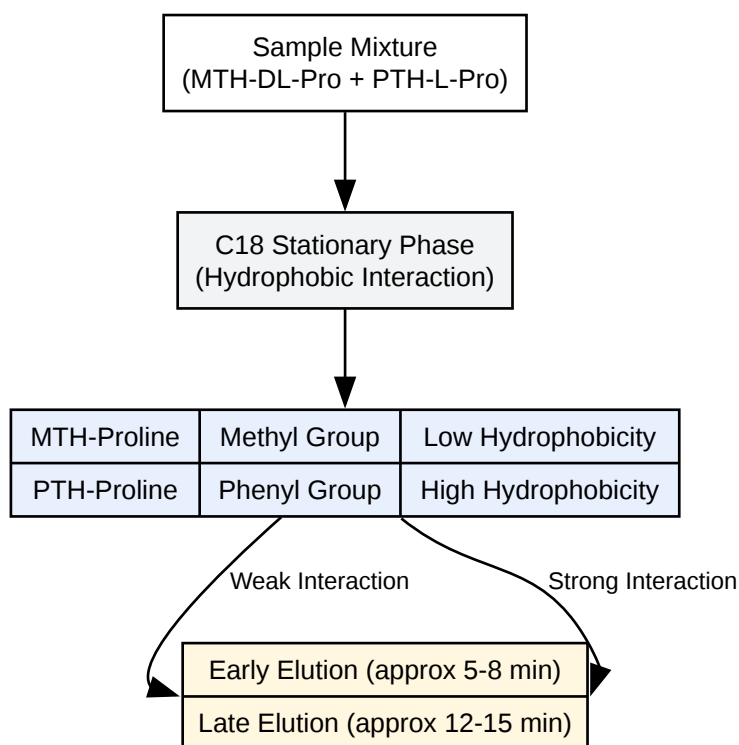 Sample Mixture
(MTH-DL-Pro + PTH-L-Pro)
C18 Stationary Phase
(Hydrophobic Interaction)
MTH-Proline Methyl Group Low Hydrophobicity
PTH-Proline Phenyl Group High Hydrophobicity
Weak Interaction Strong Interaction
Early Elution (approx 5-8 min)
Late Elution (approx 12-15 min)